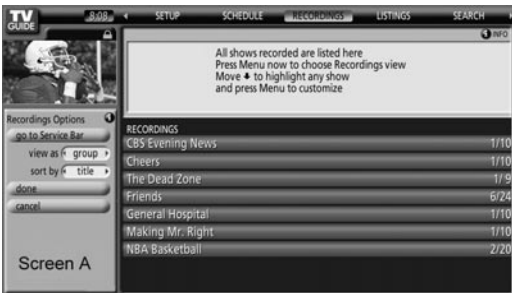 TV
GUIDE
8:08
SETUP SCHEDULE RECORDINGS LISTINGS SEARCH
INFO
All shows recorded are listed here
Press Menu now to choose Recordings view
Move to highlight any show
and press Menu to customize
Recordings Options
go to Service Bar
view as group
sort by title
done
cancel
Screen A
RECORDINGS
CBS Evening News 1/10
Cheers 1/10
The Dead Zone 1/ 9
Friends 6/24
General Hospital 1/10
Making Mr. Right 1/10
NBA Basketball 2/20